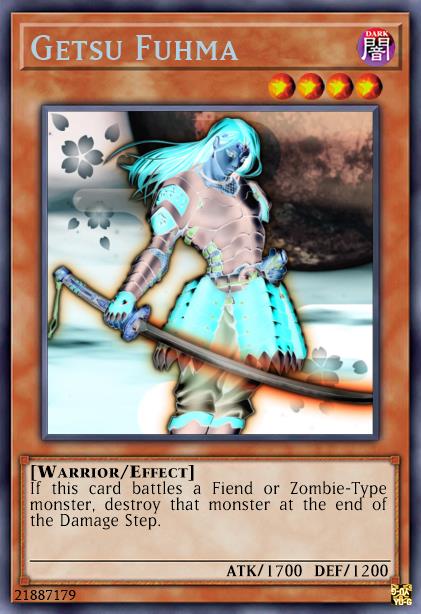 Getsu Fuhma
DARK
闇
[Warrior/Effect]
If this card battles a Fiend or Zombie-Type
monster, destroy that monster at the end of
the Damage Step.
ATK/1700 DEF/1200
21887179